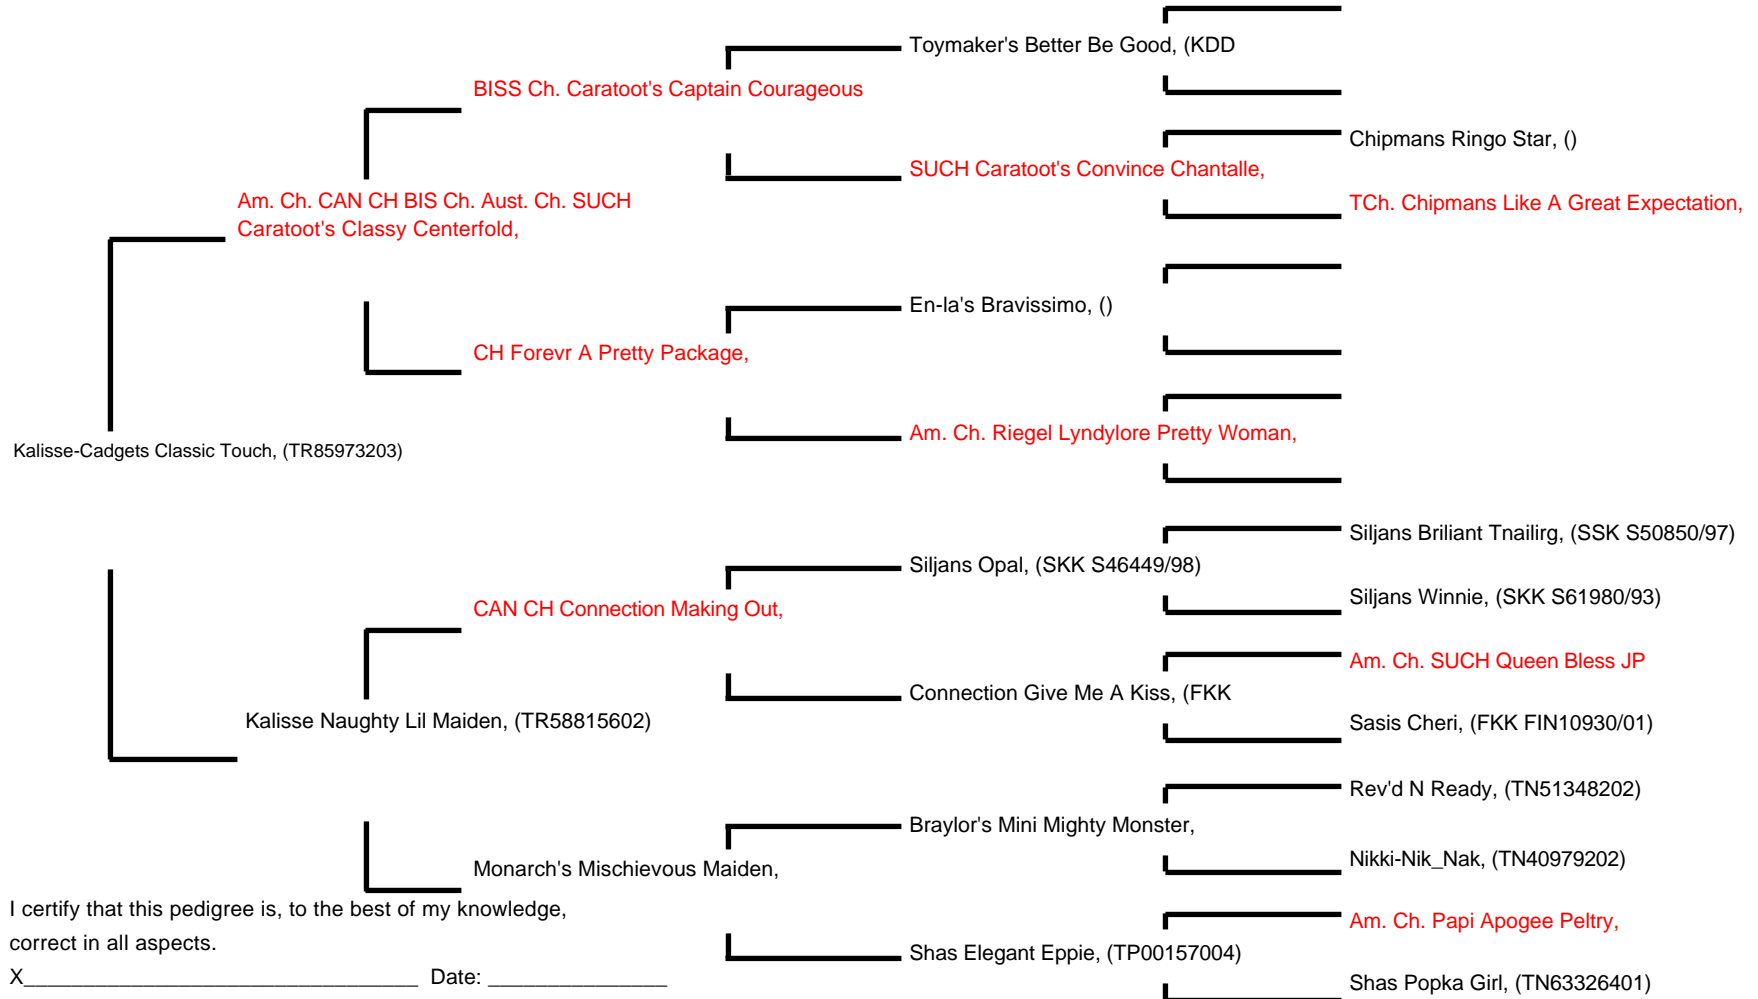 Toymaker's Better Be Good, (KDD
BISS Ch. Caratoot's Captain Courageous
Chipmans Ringo Star, ()
SUCH Caratoot's Convince Chantalle,
Am. Ch. CAN CH BIS Ch. Aust. Ch. SUCH
Caratoot's Classy Centerfold,
TCh. Chipmans Like A Great Expectation,
En-la's Bravissimo, ()
CH Forevr A Pretty Package,
Am. Ch. Riegel Lyndylore Pretty Woman,
Kalisse-Cadgets Classic Touch, (TR85973203)
Siljans Briliant Tnailirg, (SSK S50850/97)
Siljans Opal, (SKK S46449/98)
Siljans Winnie, (SKK S61980/93)
CAN CH Connection Making Out,
Am. Ch. SUCH Queen Bless JP
Connection Give Me A Kiss, (FKK
Kalisse Naughty Lil Maiden, (TR58815602)
Sasis Cheri, (FKK FIN10930/01)
Rev'd N Ready, (TN51348202)
Braylor's Mini Mighty Monster,
Nikki-Nik_Nak, (TN40979202)
Monarch's Mischievous Maiden,
Am. Ch. Papi Apogee Peltry,
Shas Elegant Eppie, (TP00157004)
Shas Popka Girl, (TN63326401)
I certify that this pedigree is, to the best of my knowledge,
correct in all aspects.
X_________________________________ Date: _______________